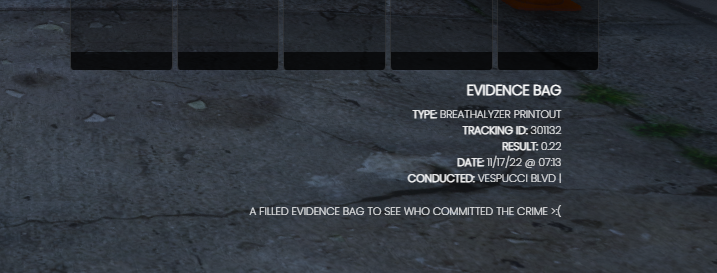 EVIDENCE BAG
TYPE: BREATHALYZER PRINTOUT
TRACKING ID: 301132
RESULT: 0.22
DATE: 11/17/22 @ 07:13
CONDUCTED: VESPUCCI BLVD |
A FILLED EVIDENCE BAG TO SEE WHO COMMITTED THE CRIME >:(